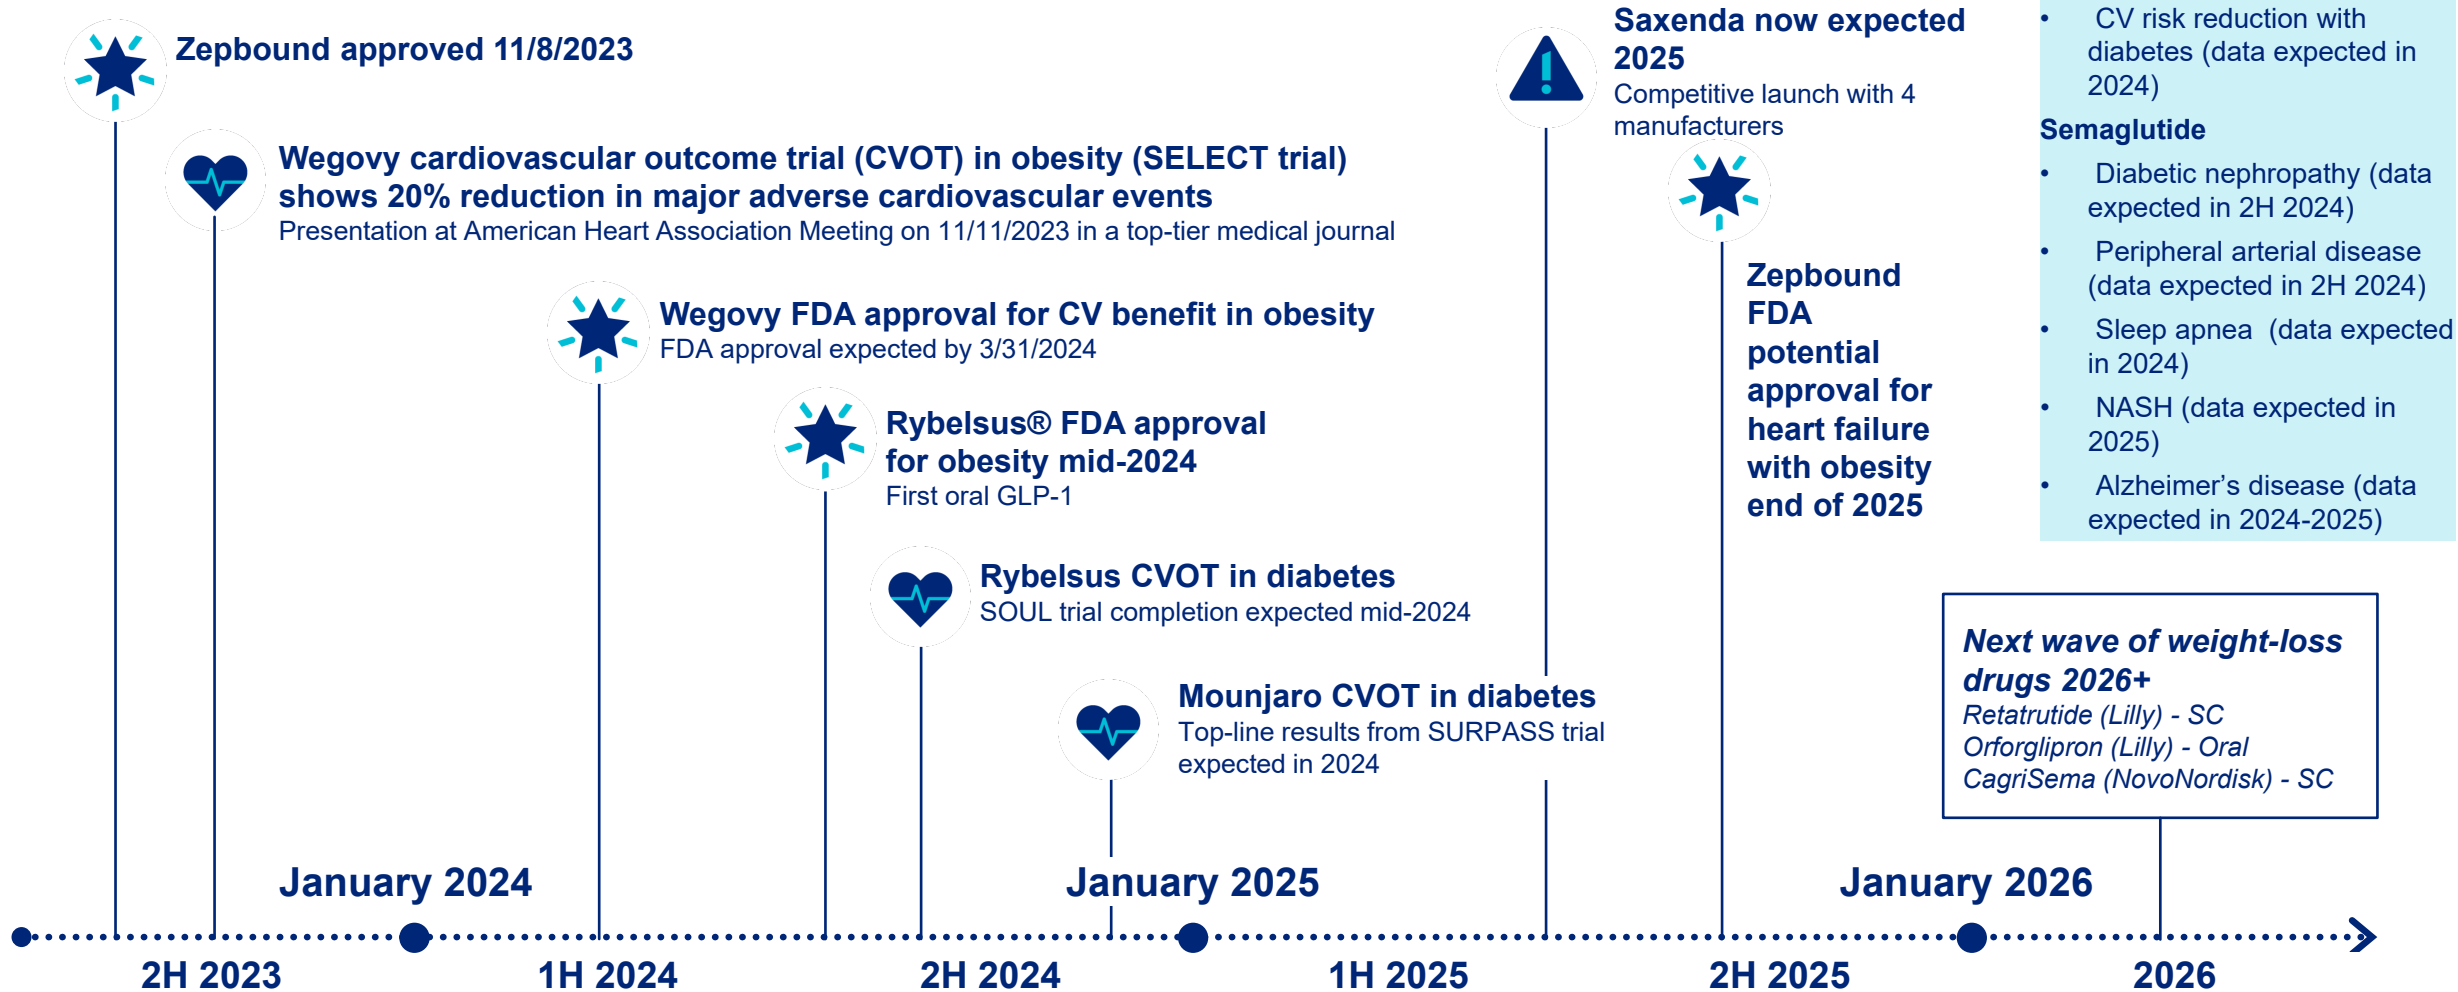 Zepbound approved 11/8/2023
Wegovy cardiovascular outcome trial (CVOT) in obesity (SELECT trial)
shows 20% reduction in major adverse cardiovascular events
Presentation at American Heart Association Meeting on 11/11/2023 in a top-tier medical journal
Wegovy FDA approval for CV benefit in obesity
FDA approval expected by 3/31/2024
Rybelsus® FDA approval
for obesity mid-2024
First oral GLP-1
Rybelsus CVOT in diabetes
SOUL trial completion expected mid-2024
Mounjaro CVOT in diabetes
Top-line results from SURPASS trial
expected in 2024
Saxenda now expected
2025
Competitive launch with 4
manufacturers
Zepbound
FDA
potential
approval for
heart failure
with obesity
end of 2025
• CV risk reduction with
diabetes (data expected in
2024)
Semaglutide
• Diabetic nephropathy (data
expected in 2H 2024)
• Peripheral arterial disease
(data expected in 2H 2024)
• Sleep apnea (data expected
in 2024)
• NASH (data expected in
2025)
• Alzheimer’s disease (data
expected in 2024-2025)
Next wave of weight-loss
drugs 2026+
Retatrutide (Lilly) - SC
Orforglipron (Lilly) - Oral
CagriSema (NovoNordisk) - SC
January 2024
January 2025
January 2026
2H 2023
1H 2024
2H 2024
1H 2025
2H 2025
2026